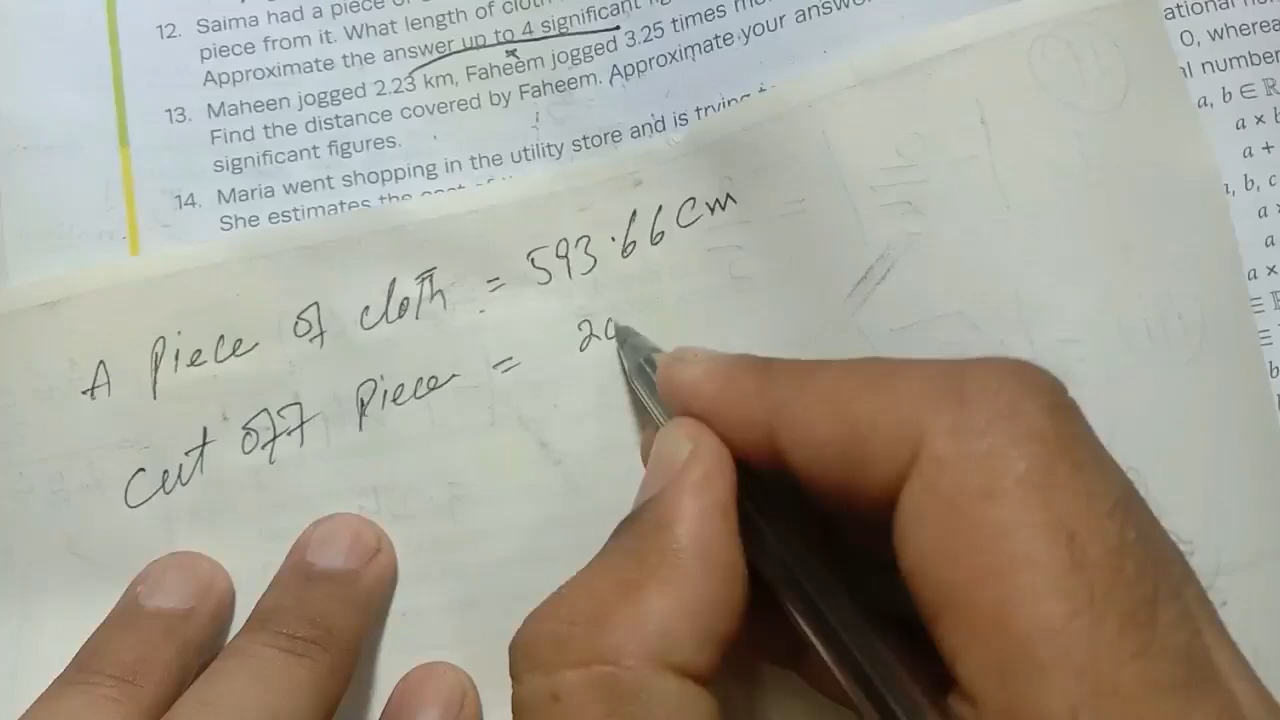 12. Saima had a piece
piece from it. What length of cloth
Approximate the answer up to 4 significant
13. Maheen jogged 2.23 km, Faheem jogged 3.25 times
Find the distance covered by Faheem. Approximate your answer
significant figures.
14. Maria went shopping in the utility store and is trying
She estimates the
A Piece of cloth = 593.66 cm
cut off Piece = 2
0, wherea
number
a, b ∈ ℝ
a × b
a +
b, c
a
a
a ×